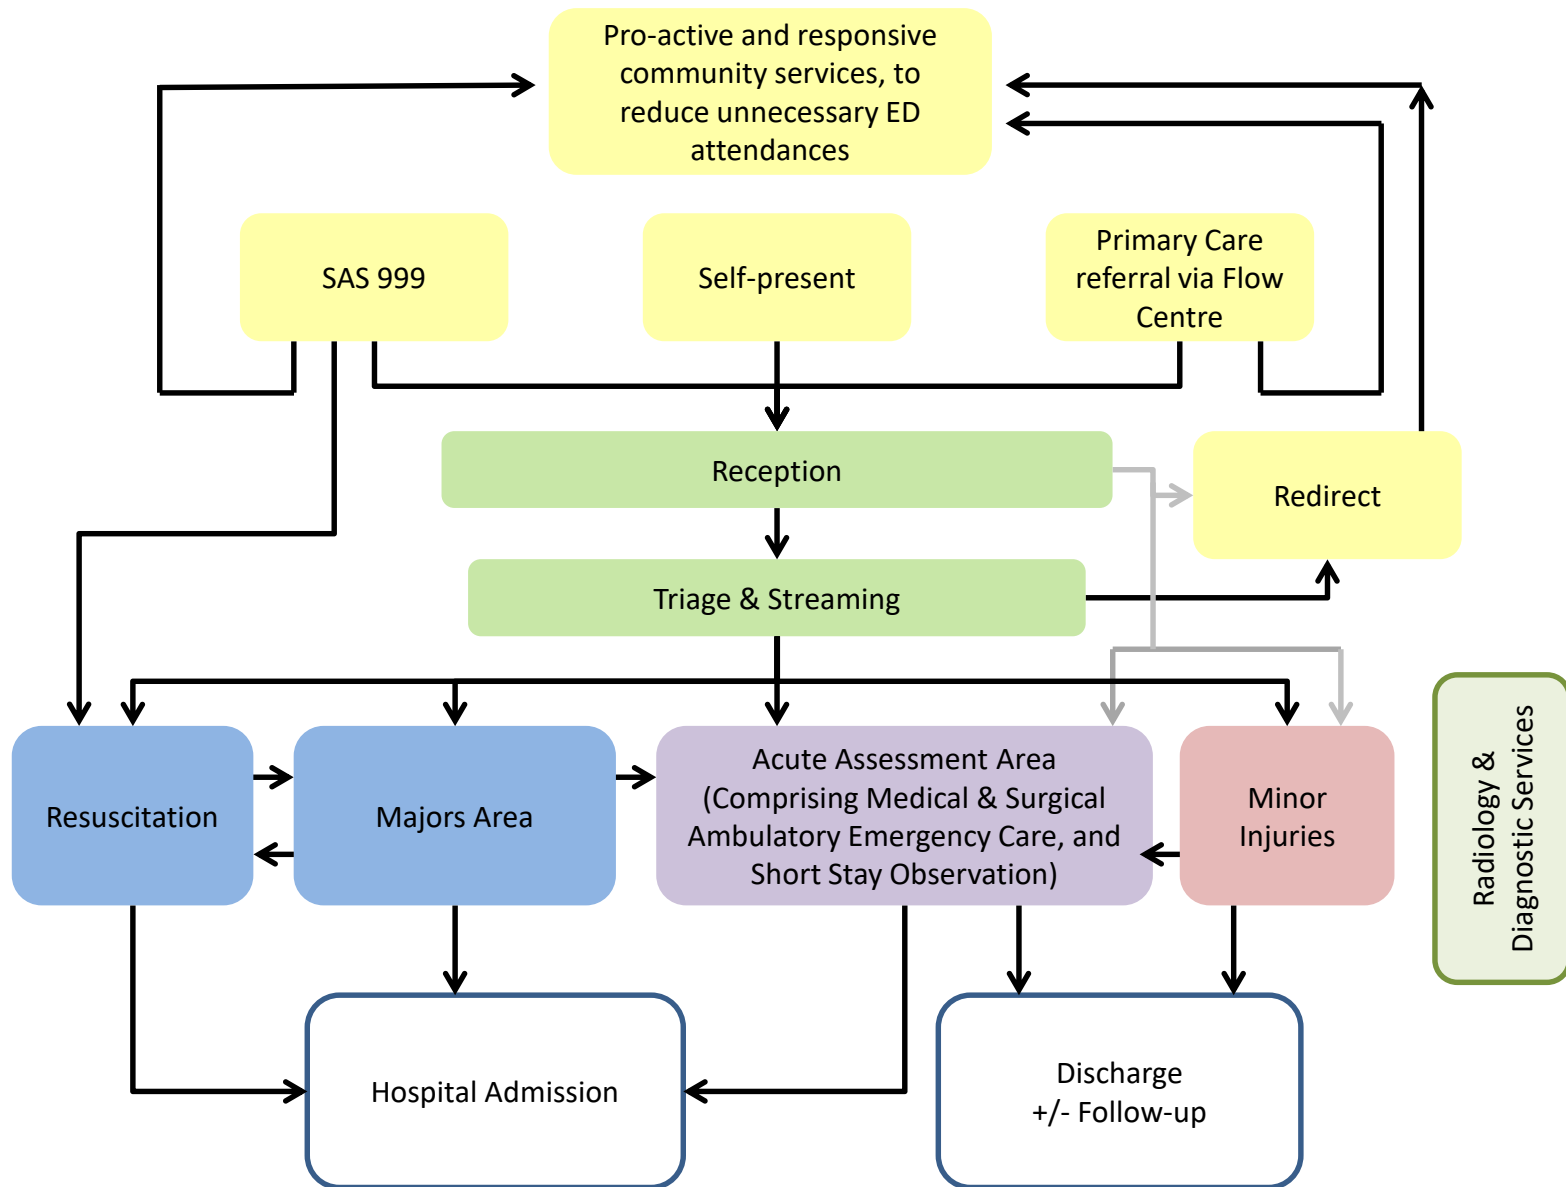 Pro-active and responsive
community services, to
reduce unnecessary ED
attendances
SAS 999
Self-present
Primary Care
referral via Flow
Centre
Reception
Redirect
Triage & Streaming
Resuscitation
Majors Area
Acute Assessment Area
(Comprising Medical & Surgical
Ambulatory Emergency Care, and
Short Stay Observation)
Minor
Injuries
Radiology &
Diagnostic Services
Hospital Admission
Discharge
+/- Follow-up